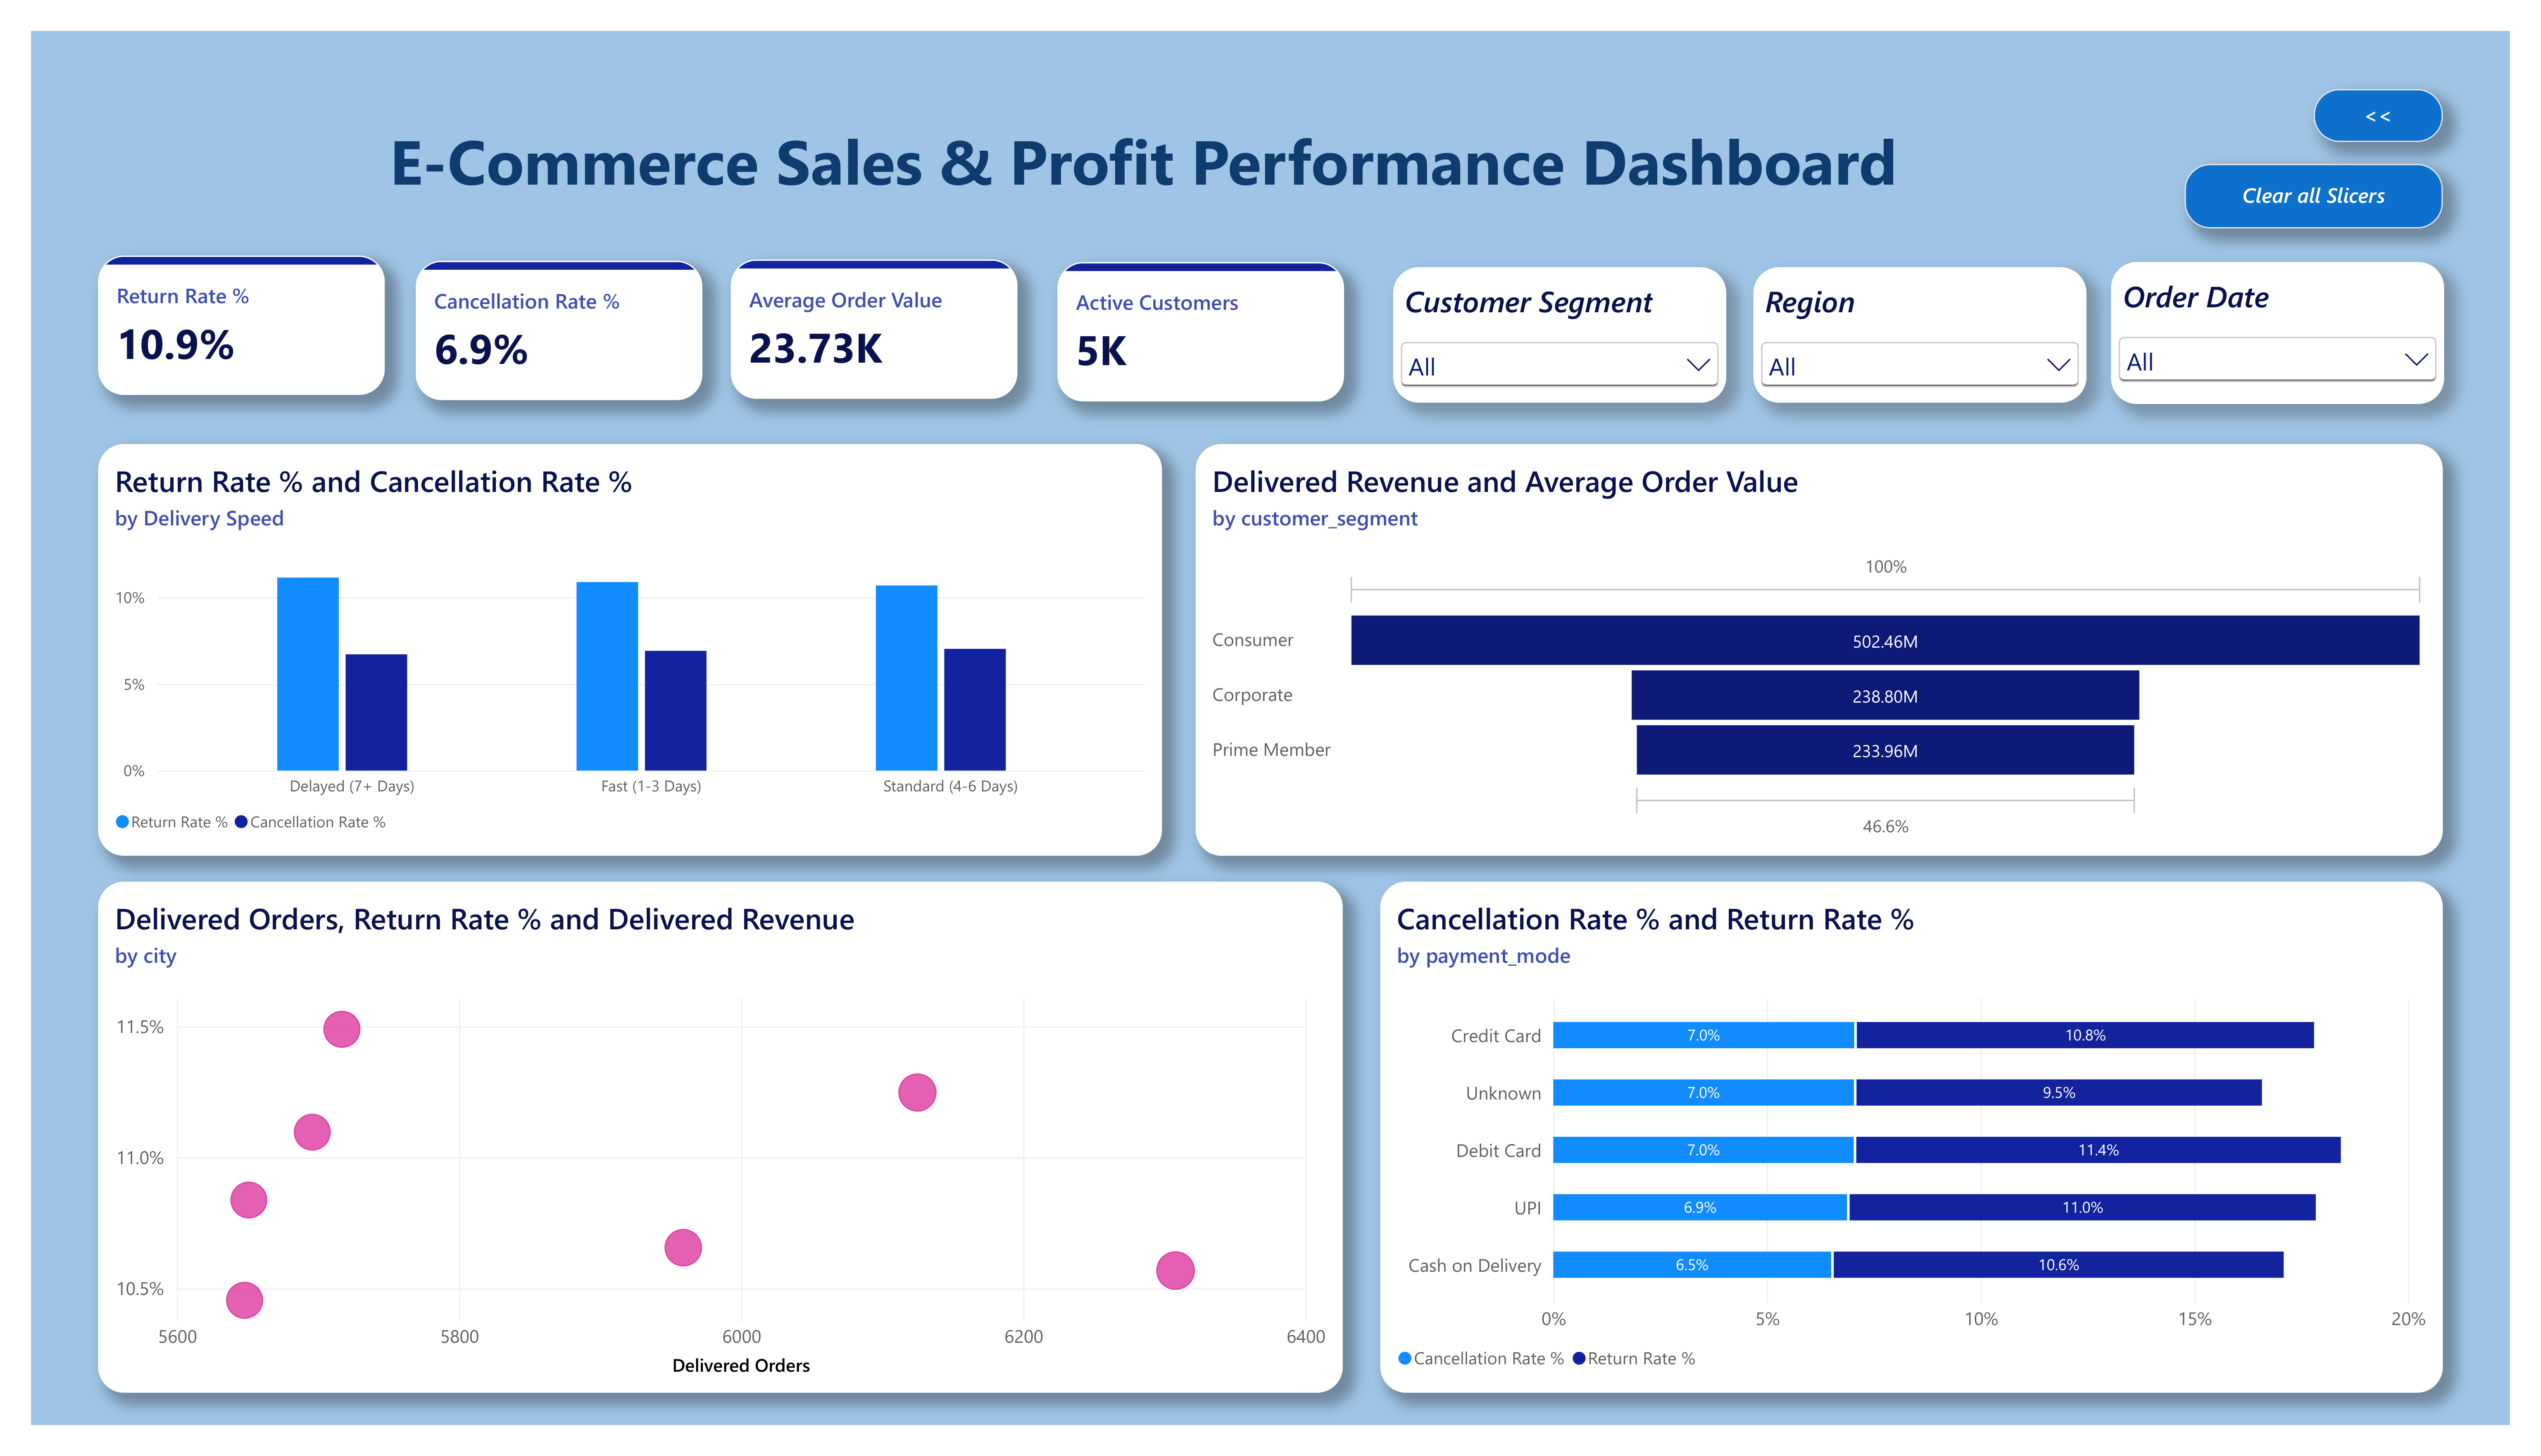 <<
E-Commerce Sales & Profit Performance Dashboard
Clear all Slicers
Return Rate %
10.9%
Cancellation Rate %
6.9%
Average Order Value
23.73K
Active Customers
5K
Customer Segment
All
Region
All
Order Date
All
Return Rate % and Cancellation Rate %
by Delivery Speed
10%
5%
0%
Delayed (7+ Days)
Fast (1-3 Days)
Standard (4-6 Days)
Return Rate %
Cancellation Rate %
Delivered Revenue and Average Order Value
by customer_segment
100%
Consumer
502.46M
Corporate
238.80M
Prime Member
233.96M
46.6%
Delivered Orders, Return Rate % and Delivered Revenue
by city
11.5%
11.0%
10.5%
5600
5800
6000
6200
6400
Delivered Orders
Cancellation Rate % and Return Rate %
by payment_mode
Credit Card
7.0%
10.8%
Unknown
7.0%
9.5%
Debit Card
7.0%
11.4%
UPI
6.9%
11.0%
Cash on Delivery
6.5%
10.6%
0%
5%
10%
15%
20%
Cancellation Rate %
Return Rate %